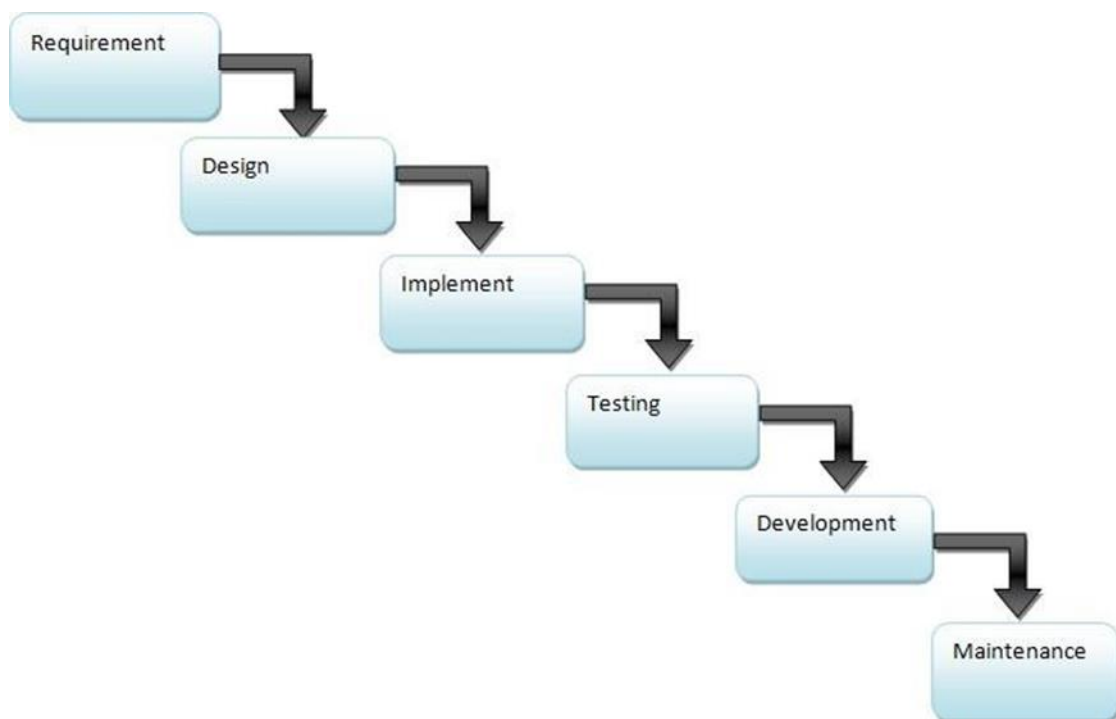 Requirement
Design
Implement
Testing
Development
Maintenance